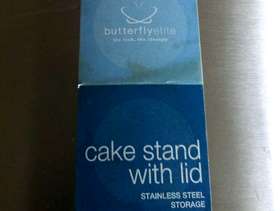 butterflyelite
cake stand
with lid
STAINLESS STEEL
STORAGE